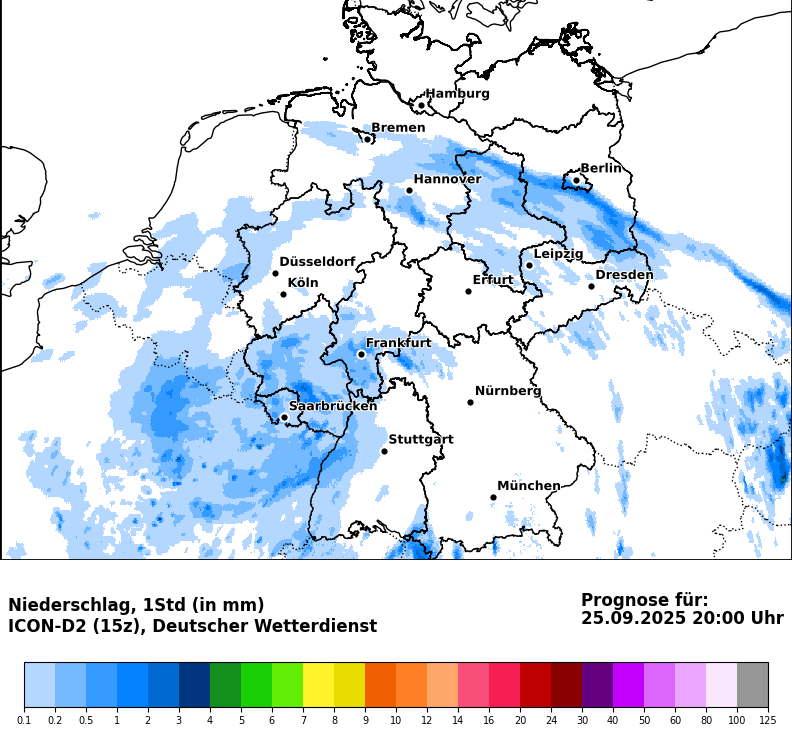 Hamburg
Bremen
Berlin
Hannover
Leipzig
Düsseldorf
Dresden
Köln
Erfurt
Frankfurt
Nürnberg
Saarbrücken
Stuttgart
München
Niederschlag, 1Std (in mm)
ICON-D2 (15z), Deutscher Wetterdienst
Prognose für:
25.09.2025 20:00 Uhr
0.1 0.2 0.5 1 2 3 4 5 6 7 8 9 10 12 14 16 20 24 30 40 50 60 80 100 125